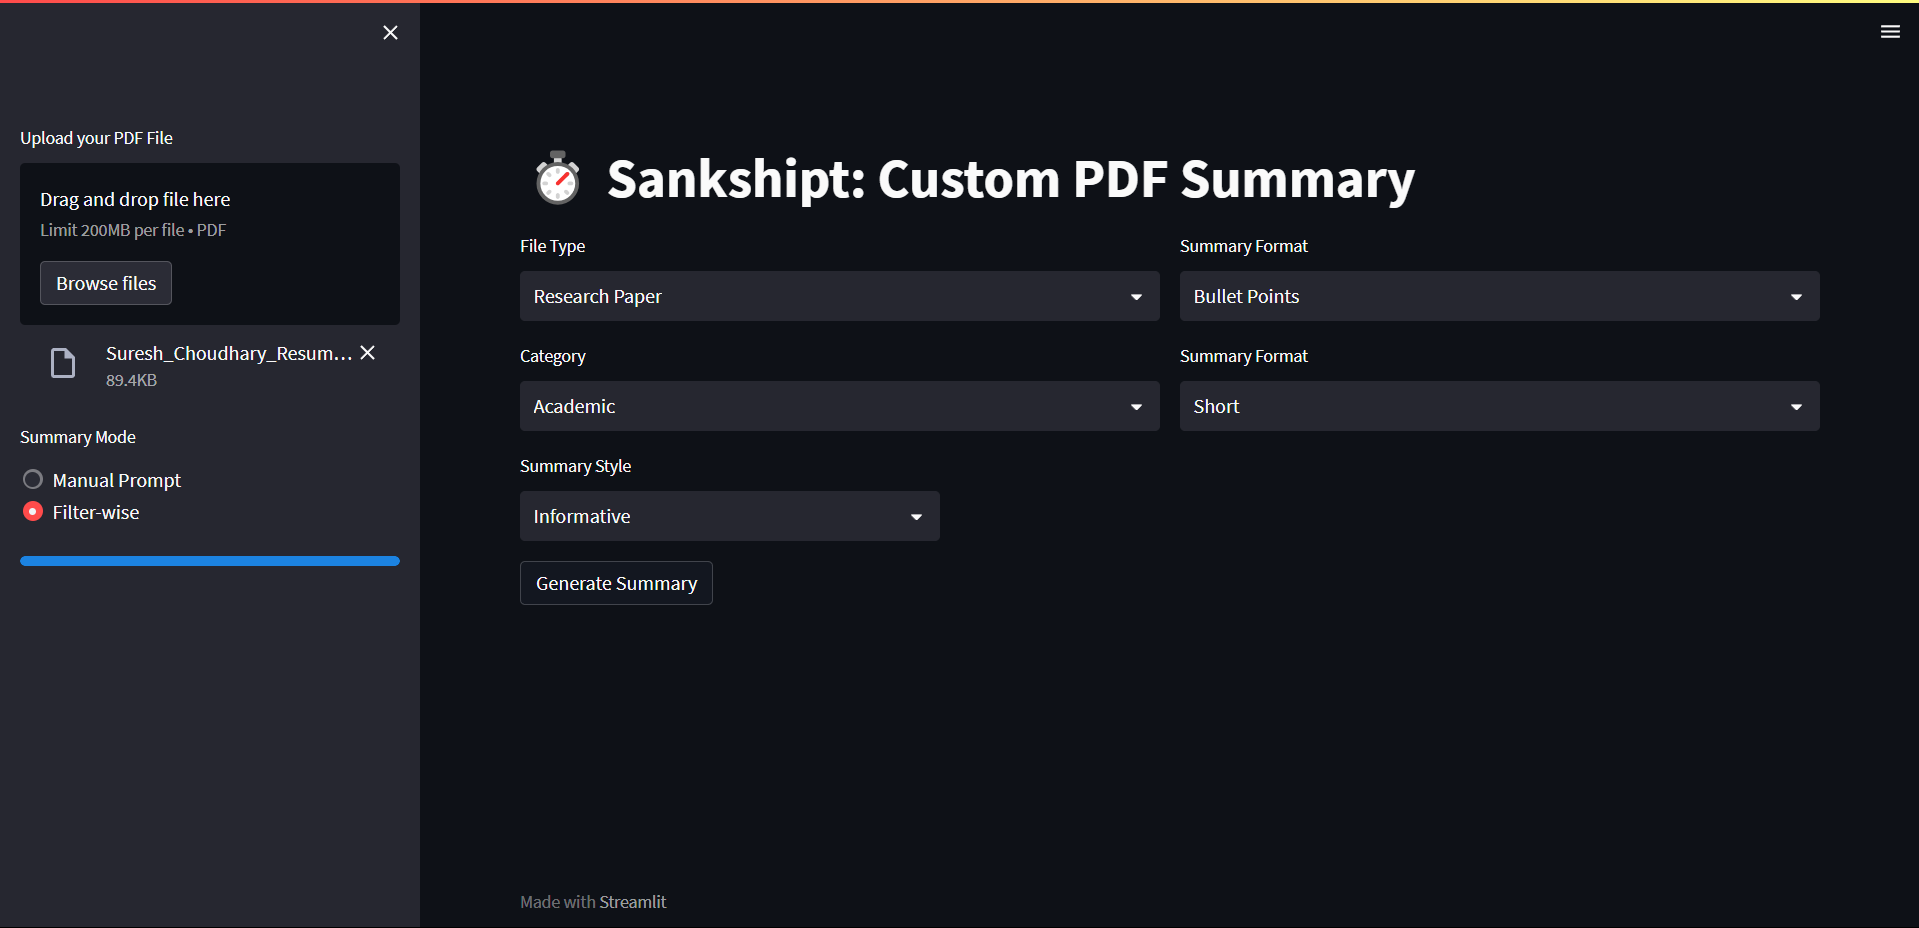 Upload your PDF File
Drag and drop file here
Limit 200MB per file • PDF
Browse files
Suresh_Choudhary_Resum...
89.4KB
Summary Mode
Manual Prompt
Filter-wise
Sankshipt: Custom PDF Summary
File Type
Research Paper
Summary Format
Bullet Points
Category
Academic
Summary Format
Short
Summary Style
Informative
Generate Summary
Made with Streamlit